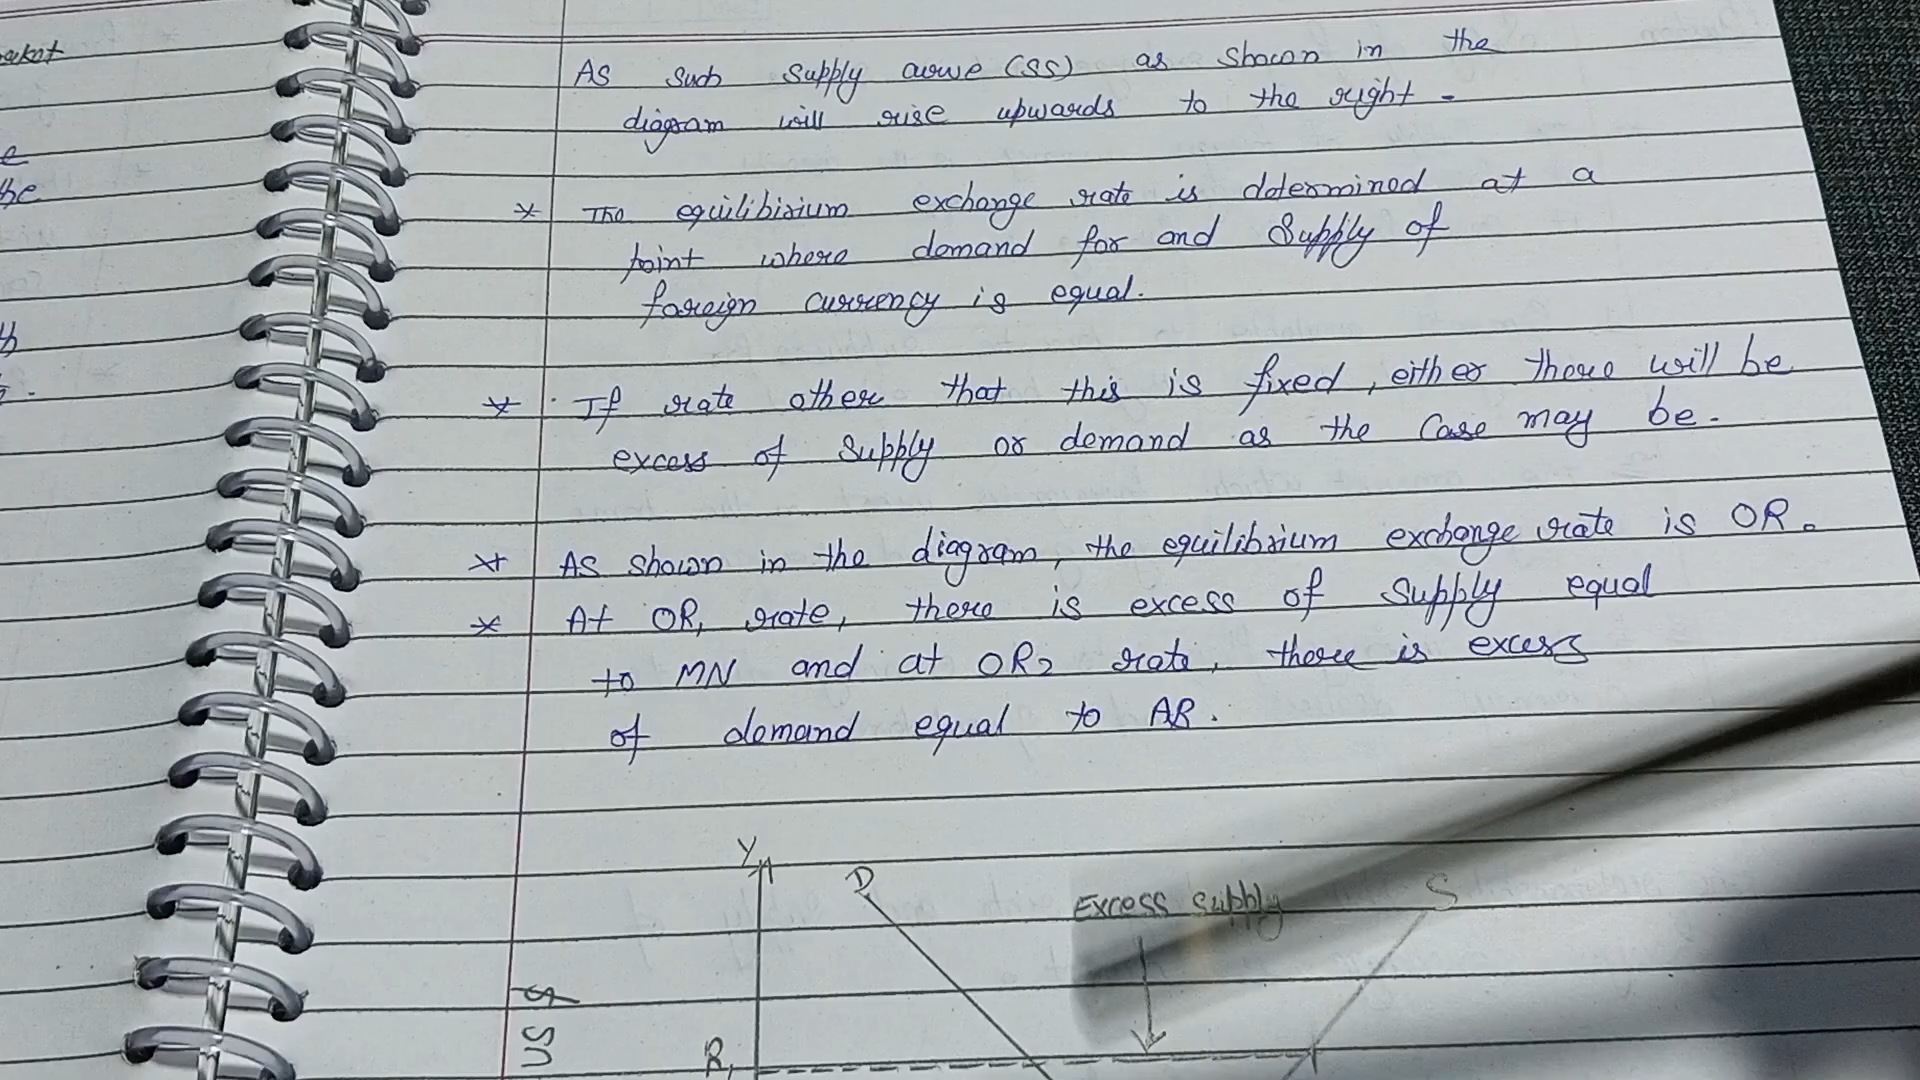 As such supply curve (SS) as shown in the
diagram will rise upwards to the right.
* The equilibirium exchange rate is determined at a
point where demand for and supply of
foreign currency is equal.
* If rate other that this is fixed, either there will be
excess of supply or demand as the case may be.
* As shown in the diagram, the equilibrium exchange rate is OR.
* At OR1 rate, there is excess of supply equal
to MN and at OR2 rate, there is excess
of demand equal to AB.
Y
D
Excess supply
S
US $
R1